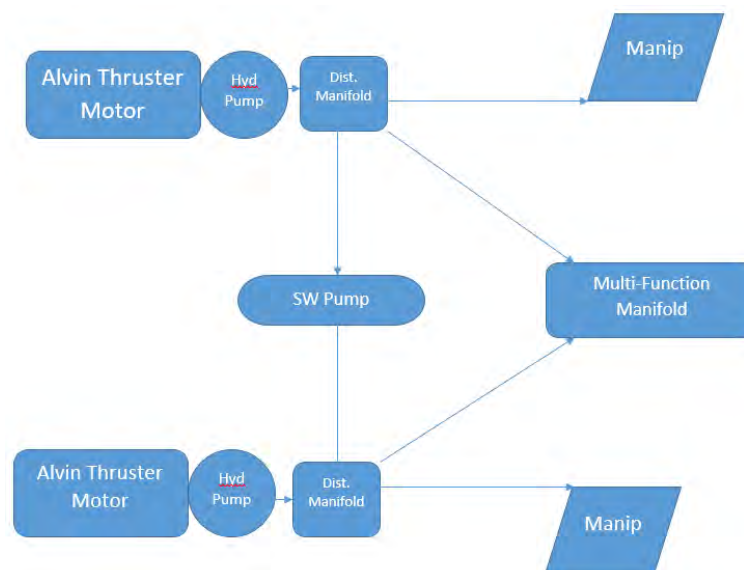 Alvin Thruster
Motor
Hyd
Pump
Dist.
Manifold
Manip
SW Pump
Multi-Function
Manifold
Alvin Thruster
Motor
Hyd
Pump
Dist.
Manifold
Manip